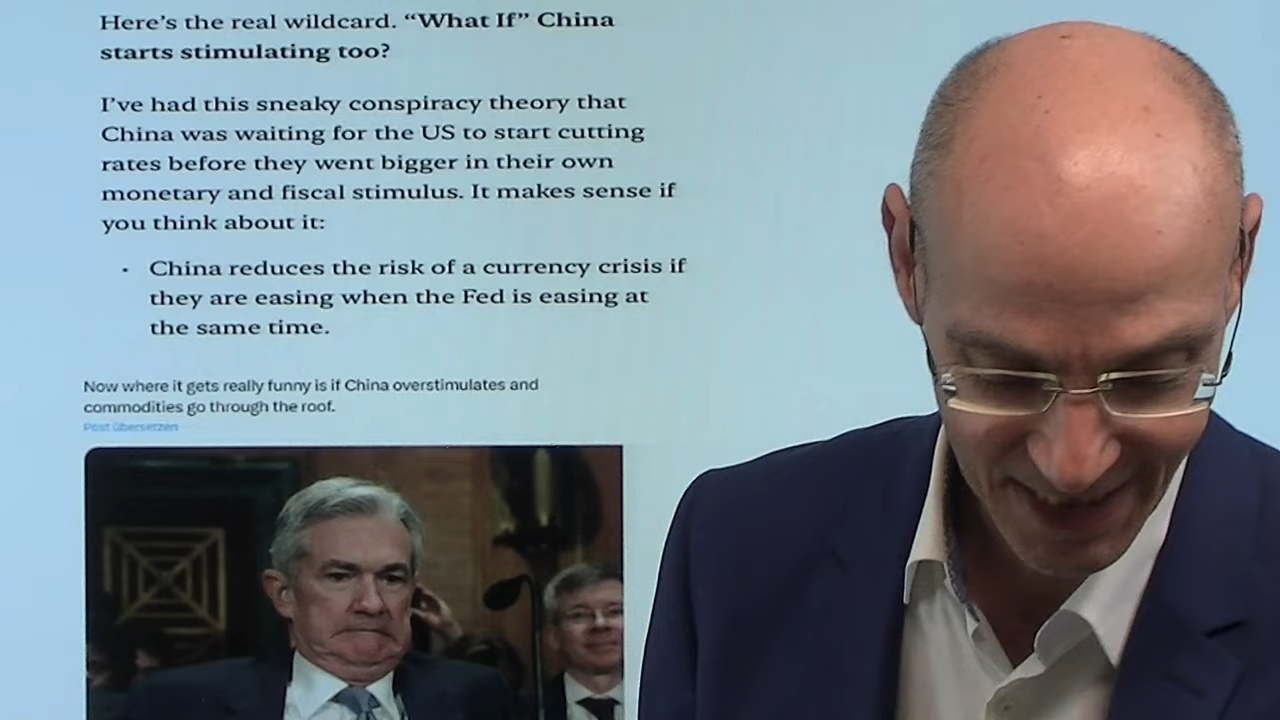 Here's the real wildcard. “What If” China
starts stimulating too?
I've had this sneaky conspiracy theory that
China was waiting for the US to start cutting
rates before they went bigger in their own
monetary and fiscal stimulus. It makes sense if
you think about it:
· China reduces the risk of a currency crisis if
they are easing when the Fed is easing at
the same time.
Now where it gets really funny is if China overstimulates and
commodities go through the roof.
Post übersetzen